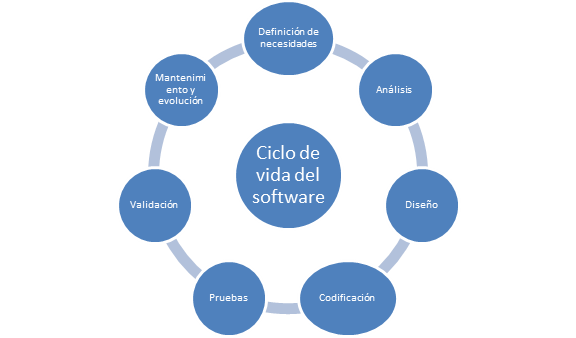 Definición de
necesidades
Análisis
Diseño
Codificación
Pruebas
Validación
Mantenimi
ento y
evolución
Ciclo de
vida del
software